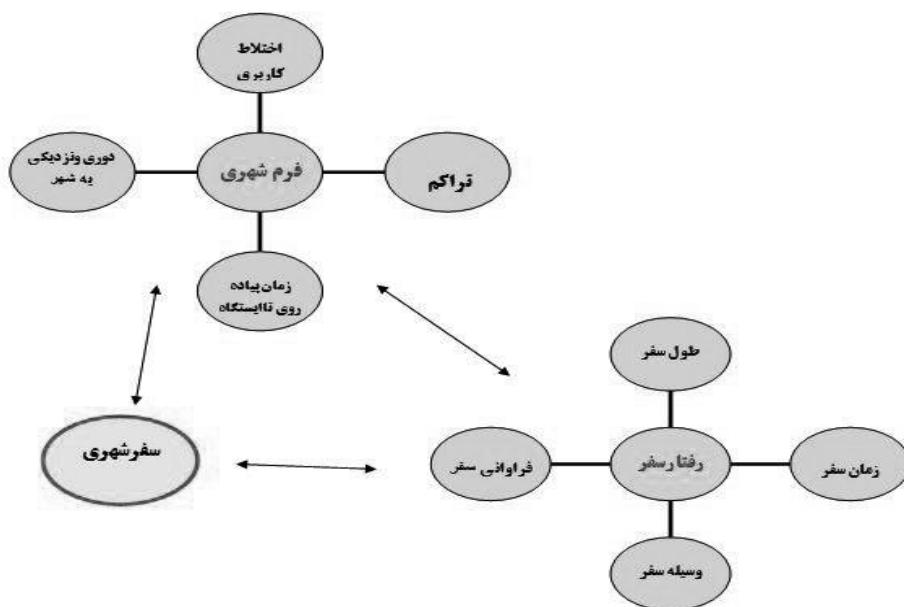 اختلاط
کاربری
دوری و نزدیکی
به شهر
فرم شهری
تراکم
زمان پیاده
روی تا ایستگاه
طول سفر
سفر شهری
فراوانی سفر
رفتار سفر
زمان سفر
وسیله سفر